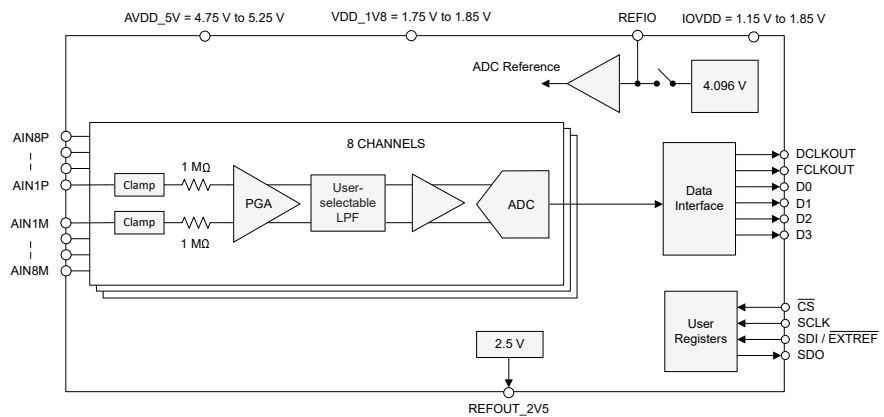 AVDD_5V = 4.75 V to 5.25 V
VDD_1V8 = 1.75 V to 1.85 V
REFIO
IOVDD = 1.15 V to 1.85 V
ADC Reference
4.096 V
8 CHANNELS
AIN8P
AIN1P
AIN1M
AIN8M
Clamp
1 MΩ
Clamp
1 MΩ
PGA
User-
selectable
LPF
ADC
Data
Interface
DCLKOUT
FCLKOUT
D0
D1
D2
D3
User
Registers
CS
SCLK
SDI / EXTREF
SDO
2.5 V
REFOUT_2V5